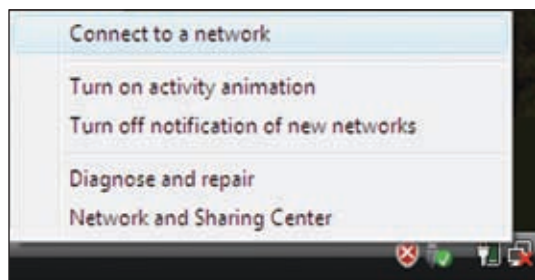 Connect to a network
Turn on activity animation
Turn off notification of new networks
Diagnose and repair
Network and Sharing Center